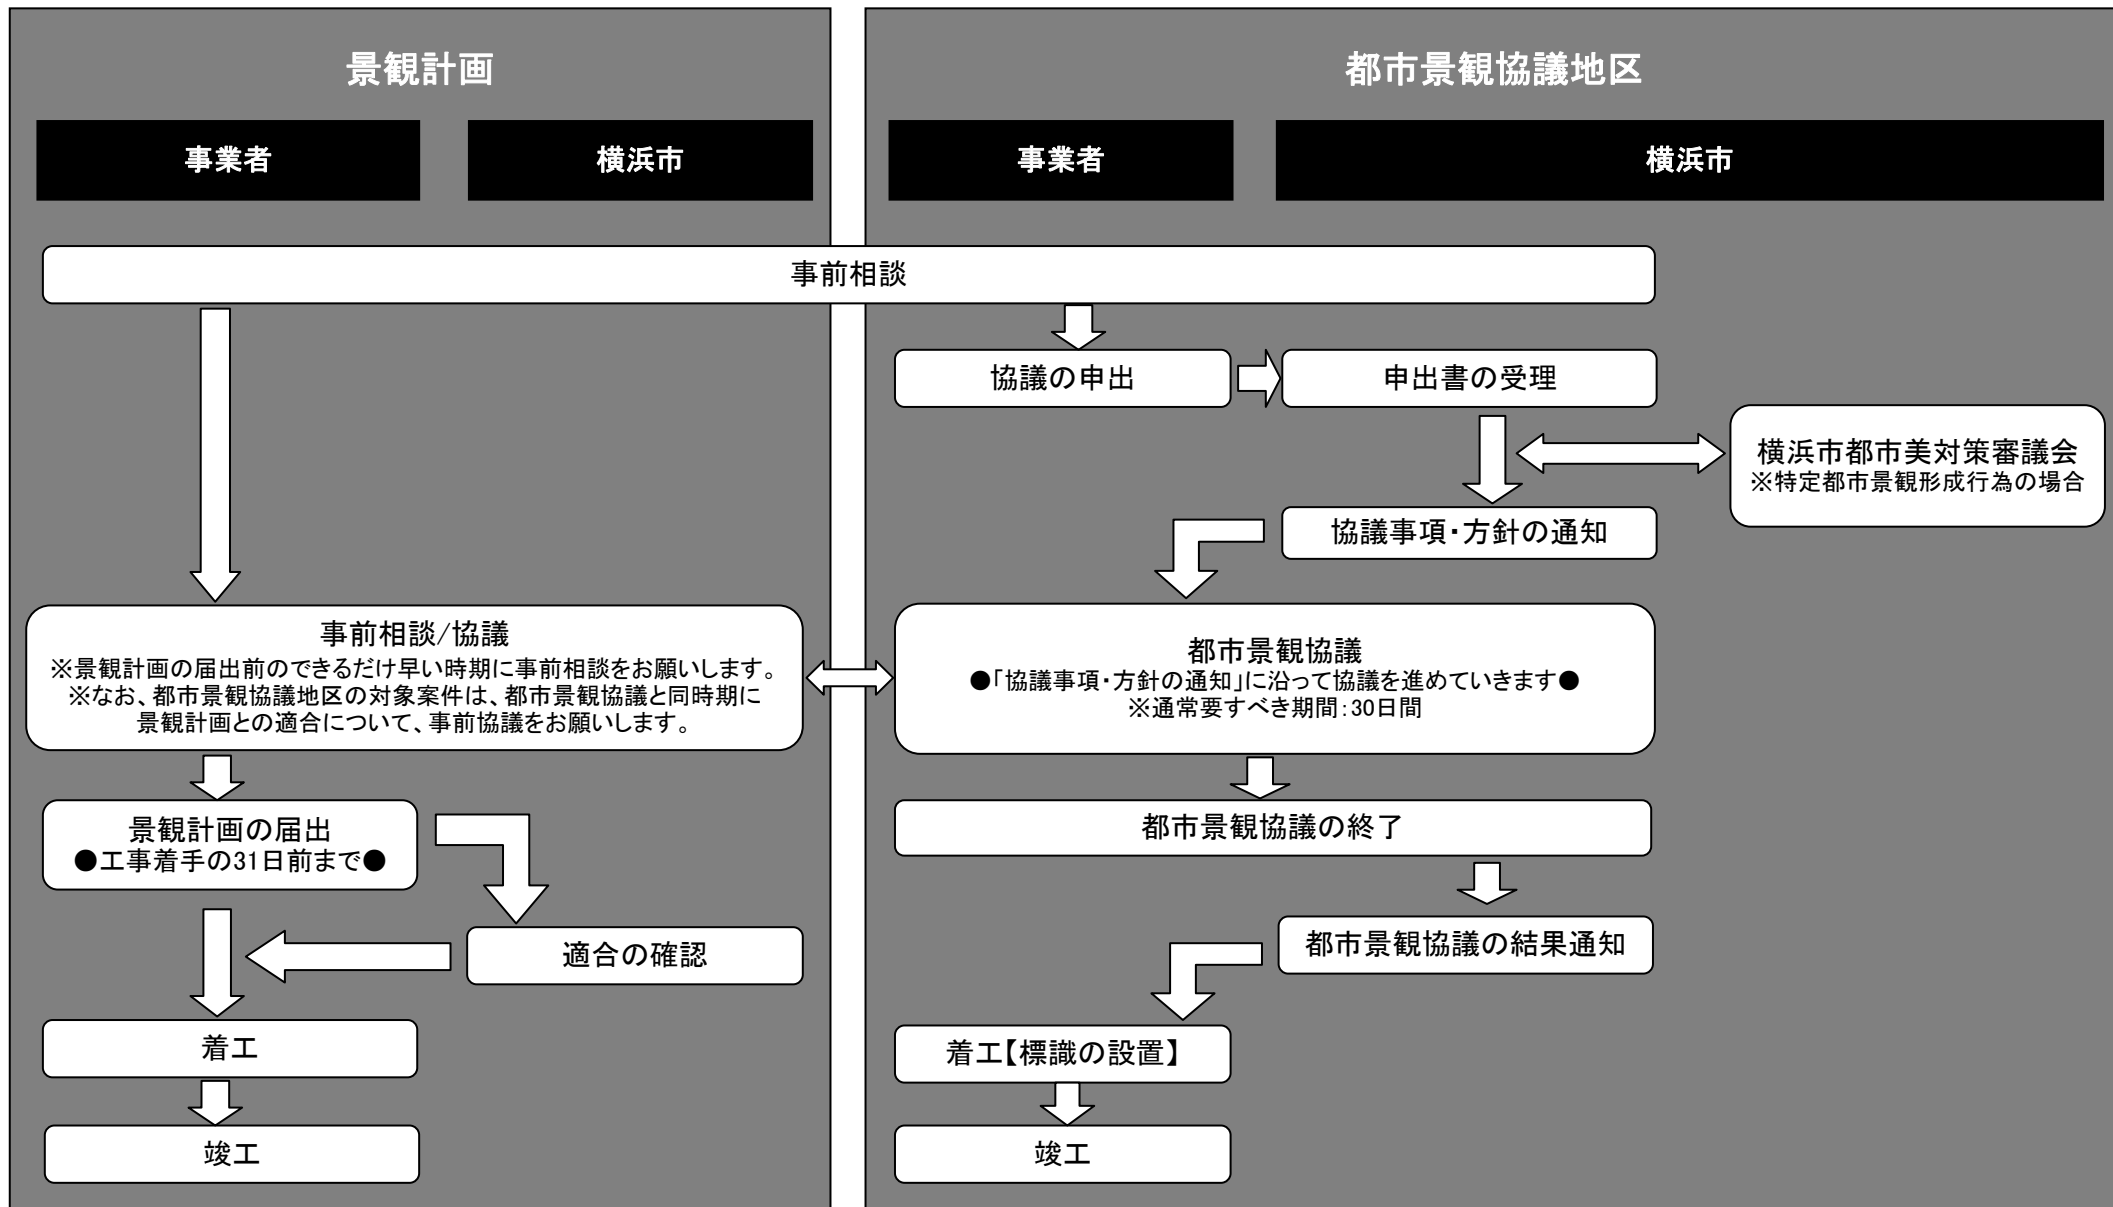 景観計画
都市景観協議地区
事業者
横浜市
事業者
横浜市
事前相談
協議の申出
申出書の受理
横浜市都市美対策審議会
※特定都市景観形成行為の場合
協議事項・方針の通知
事前相談/協議
※景観計画の届出前のできるだけ早い時期に事前相談をお願いします。
※なお、都市景観協議地区の対象案件は、都市景観協議と同時期に
景観計画との適合について、事前協議をお願いします。
都市景観協議
●「協議事項・方針の通知」に沿って協議を進めていきます●
※通常要すべき期間:30日間
景観計画の届出
●工事着手の31日前まで●
都市景観協議の終了
適合の確認
都市景観協議の結果通知
着工
着工【標識の設置】
竣工
竣工